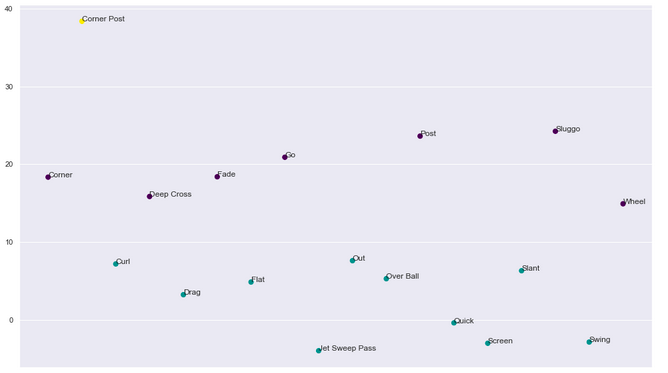 40
Corner Post
30
Sluggo
Post
20
Go
Fade
Corner
Deep Cross
Wheel
10
Out
Curl
Slant
Over Ball
Flat
Drag
0
Quick
Swing
Screen
Jet Sweep Pass